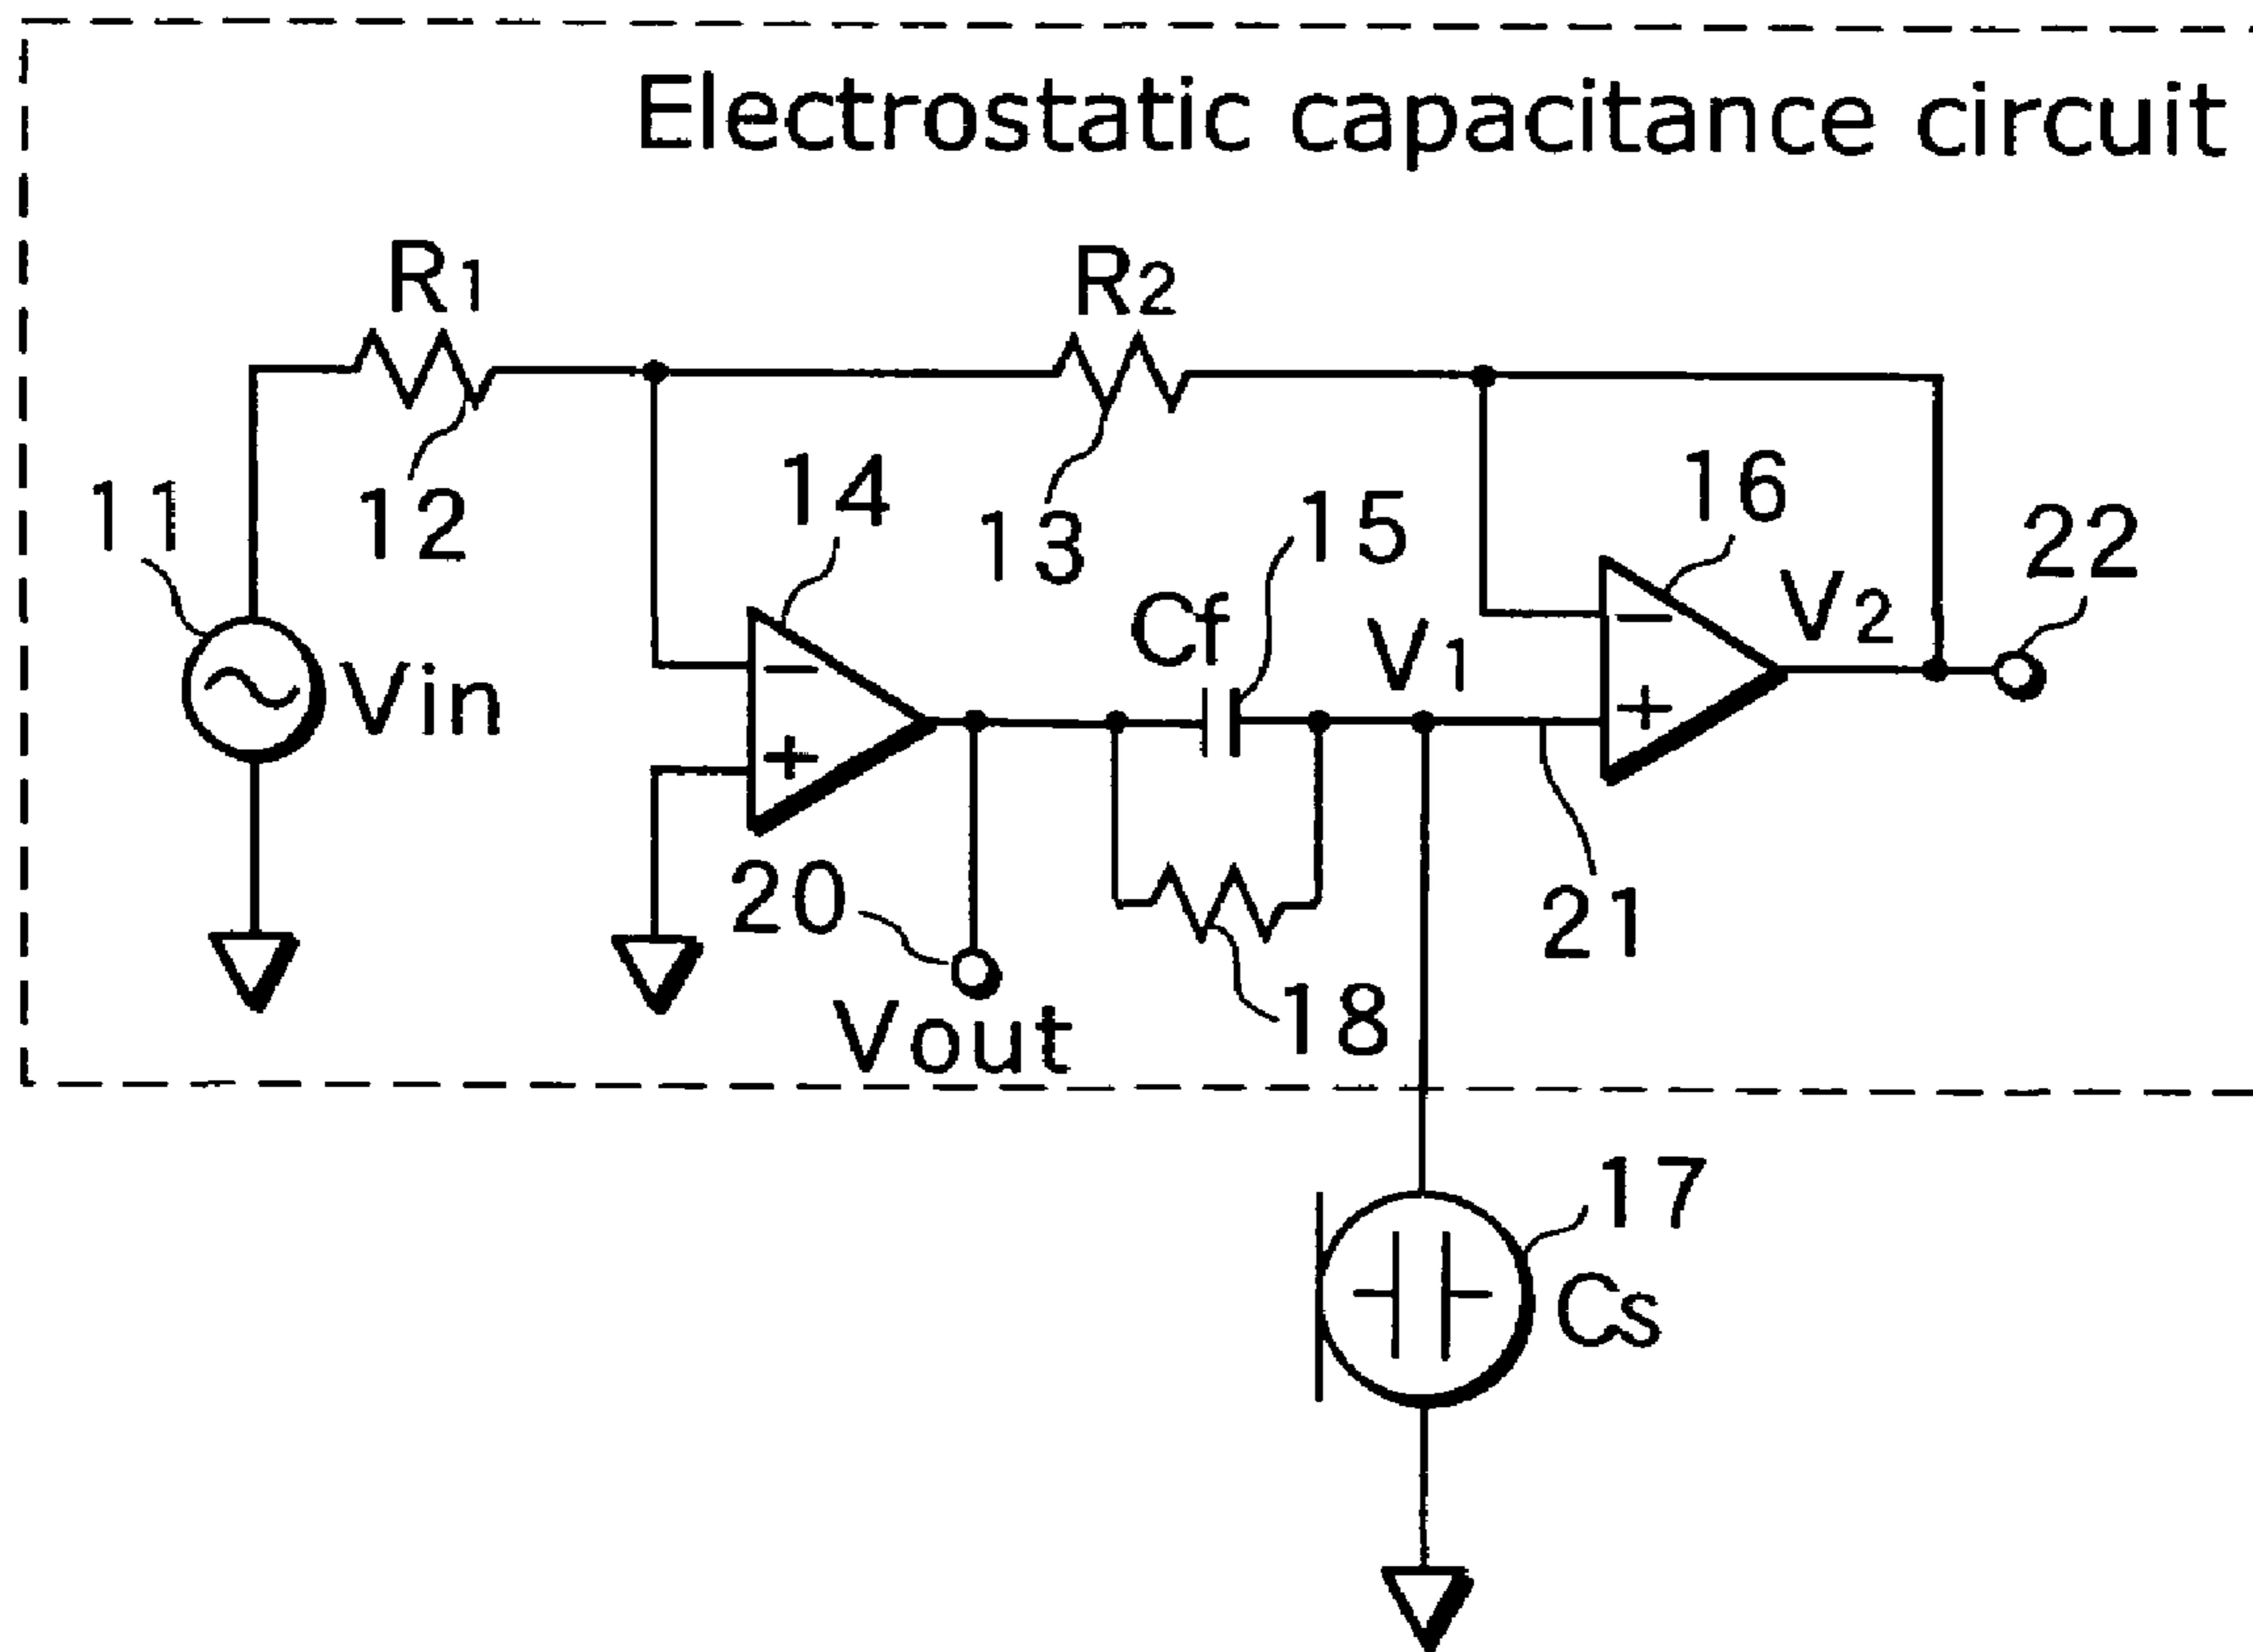 Electrostatic capacitance circuit
R1
R2
11
12
13
14
15
16
22
Cf
V1
V2
Vin
−
+
−
+
20
Vout
18
21
17
Cs